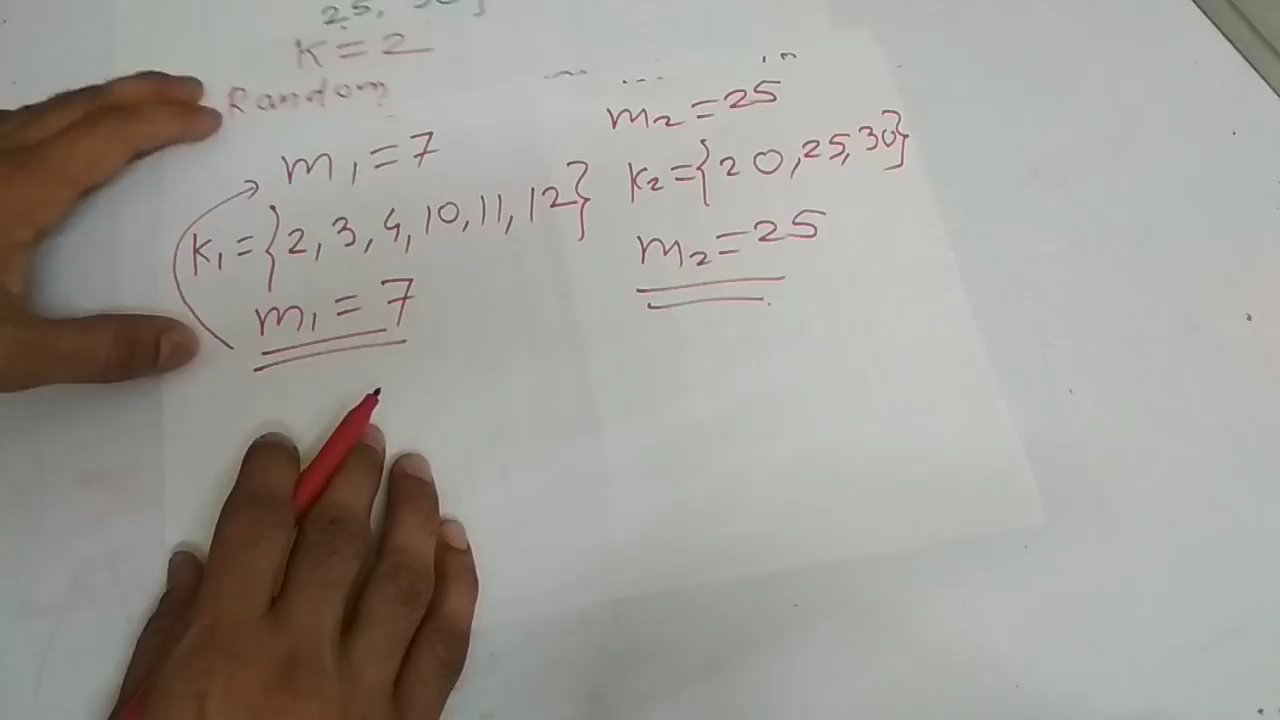 25,
K = 2
Random
m₁ = 7
K₁ = {2, 3, 4, 10, 11, 12}
m₁ = 7
m₂ = 25
K₂ = {20, 25, 30}
m₂ = 25